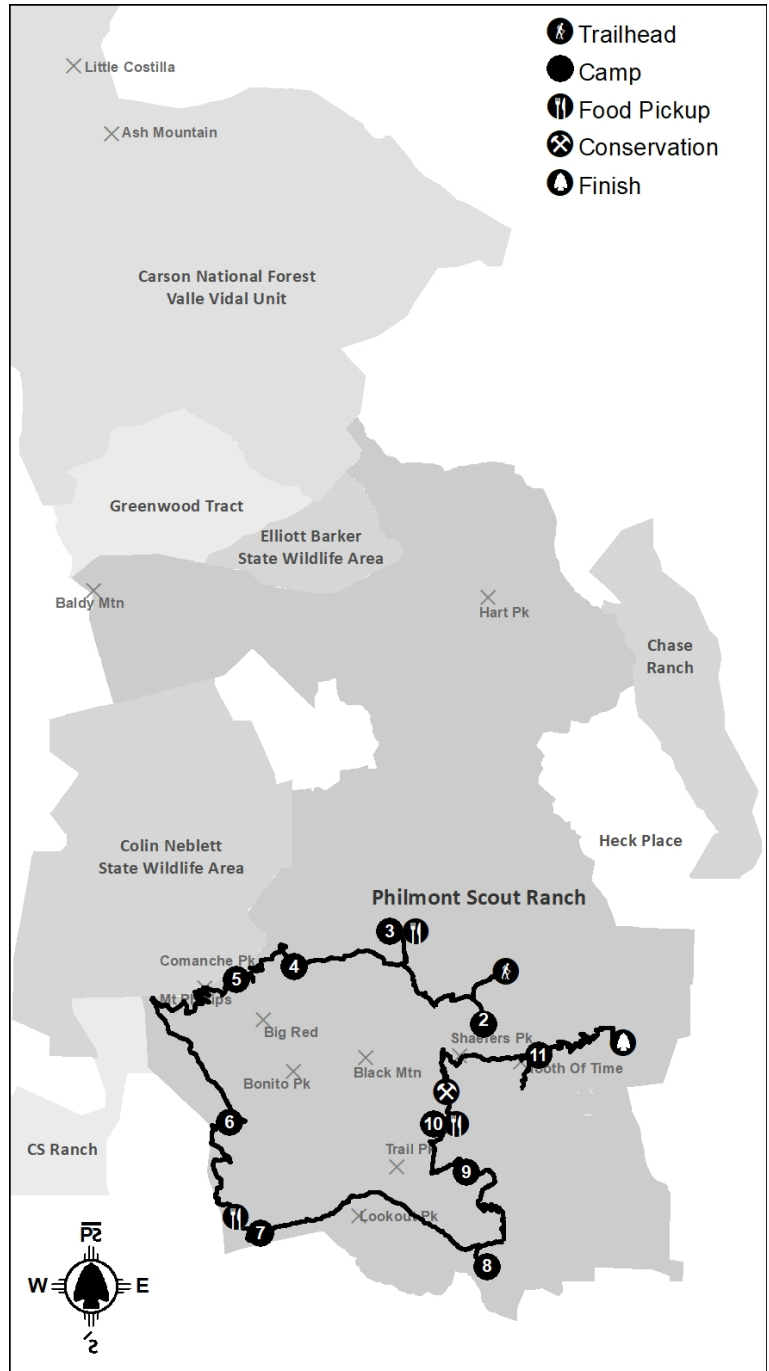 Trailhead
Camp
Food Pickup
Conservation
Finish
Little Costilla
Ash Mountain
Carson National Forest
Valle Vidal Unit
Greenwood Tract
Elliott Barker
State Wildlife Area
Baldy Mtn
Hart Pk
Chase
Ranch
Colin Neblett
State Wildlife Area
Heck Place
Philmont Scout Ranch
3
Comanche Pk
4
5
Mt Phillips
2
Big Red
Shaefers Pk
11
Tooth Of Time
Black Mtn
Bonito Pk
6
10
CS Ranch
Trail Pk
9
Lookout Pk
7
8
W
E